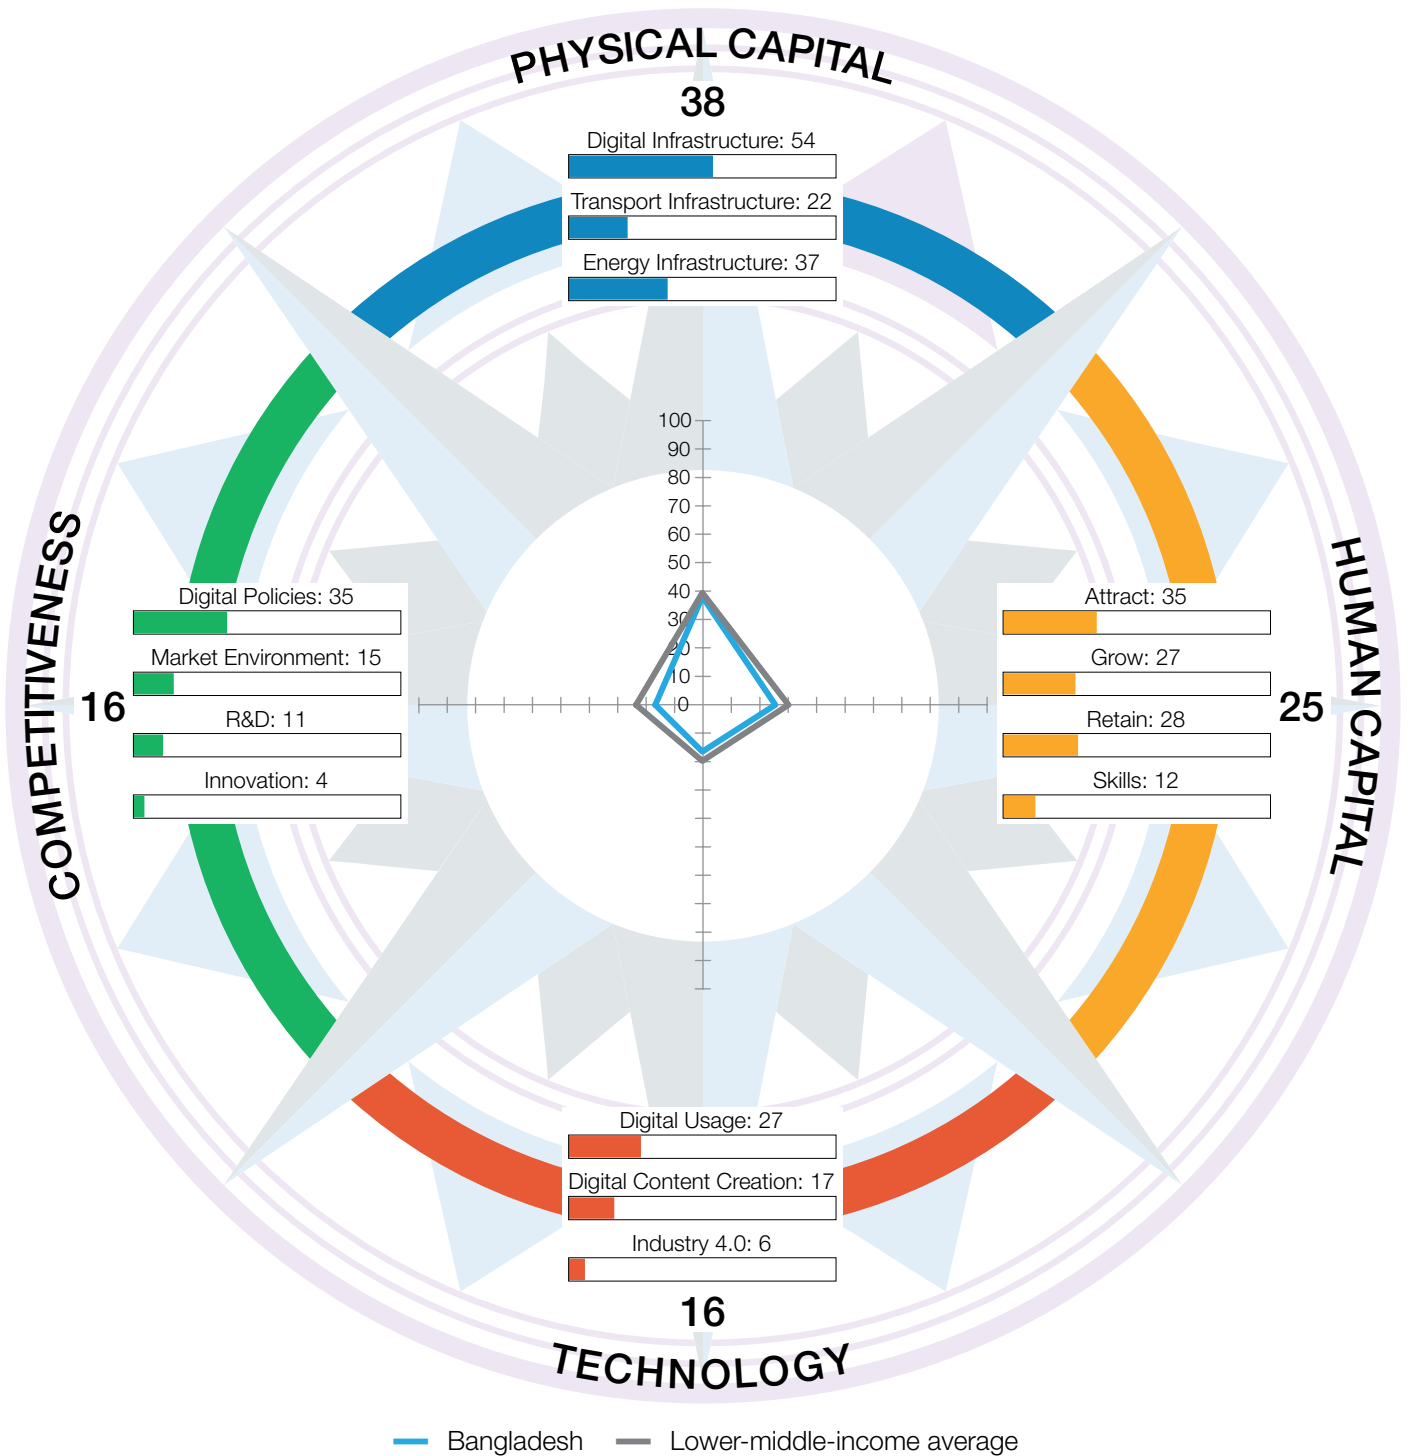 PHYSICAL CAPITAL
38
Digital Infrastructure: 54
Transport Infrastructure: 22
Energy Infrastructure: 37
100
90
80
70
60
50
40
30
20
10
0
COMPETITIVENESS
16
Digital Policies: 35
Market Environment: 15
R&D: 11
Innovation: 4
HUMAN CAPITAL
25
Attract: 35
Grow: 27
Retain: 28
Skills: 12
Digital Usage: 27
Digital Content Creation: 17
Industry 4.0: 6
16
TECHNOLOGY
Bangladesh
Lower-middle-income average